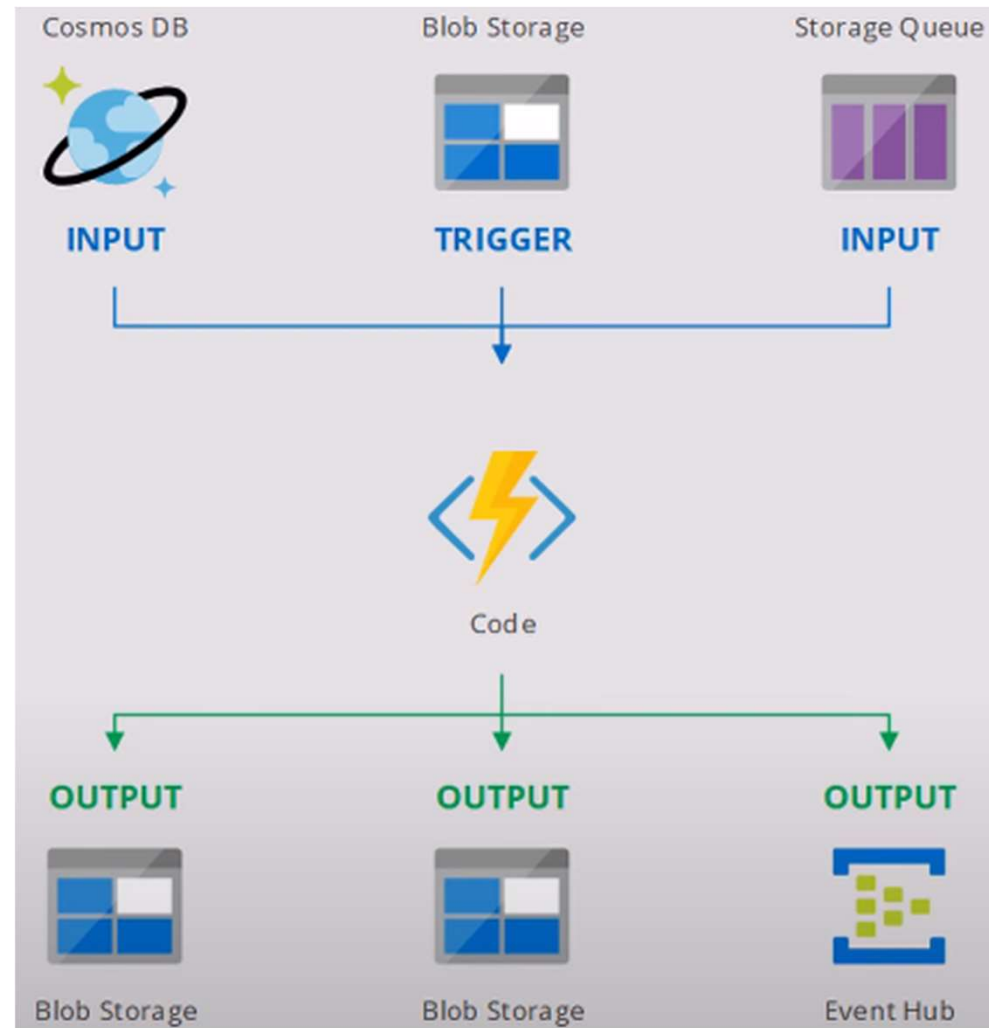 Cosmos DB
Blob Storage
Storage Queue
INPUT
TRIGGER
INPUT
Code
OUTPUT
OUTPUT
OUTPUT
Blob Storage
Blob Storage
Event Hub